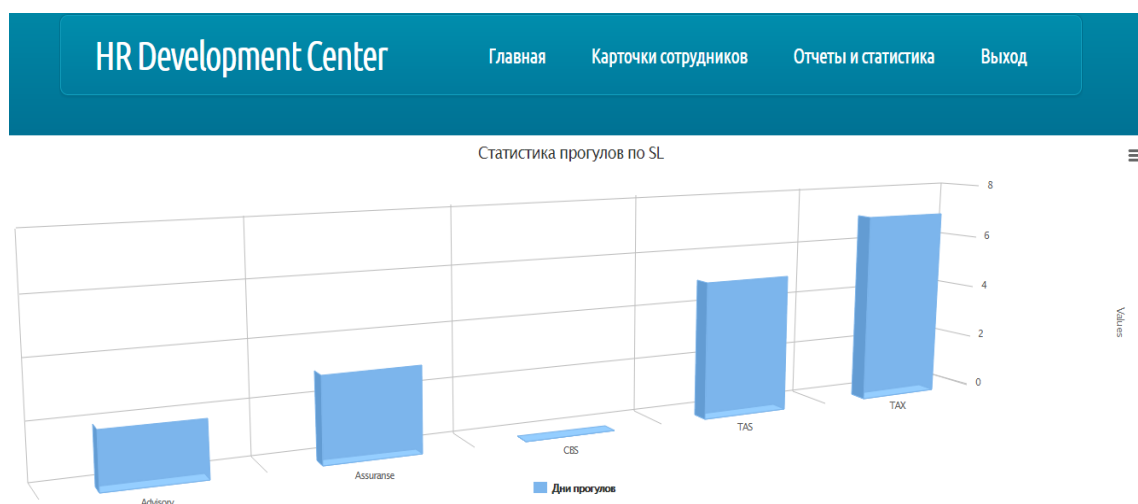 HR Development Center Главная Карточки сотрудников Отчеты и статистика Выход
Статистика прогулов по SL
8
6
4
2
0
Values
TAX
TAS
CBS
Assuranse
Advisory
Дни прогулов